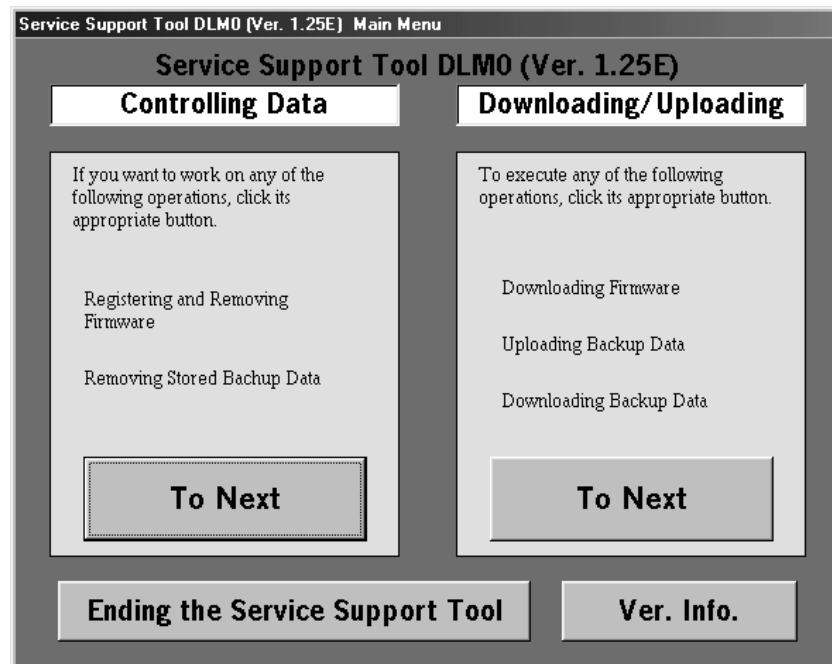 Service Support Tool DLM0 (Ver. 1.25E)  Main Menu
Service Support Tool DLM0 (Ver. 1.25E)
Controlling Data
If you want to work on any of the
following operations, click its
appropriate button.
Registering and Removing
Firmware
Removing Stored Bachup Data
To Next
Downloading/Uploading
To execute any of the following
operations, click its appropriate button.
Downloading Firmware
Uploading Backup Data
Downloading Backup Data
To Next
Ending the Service Support Tool
Ver. Info.